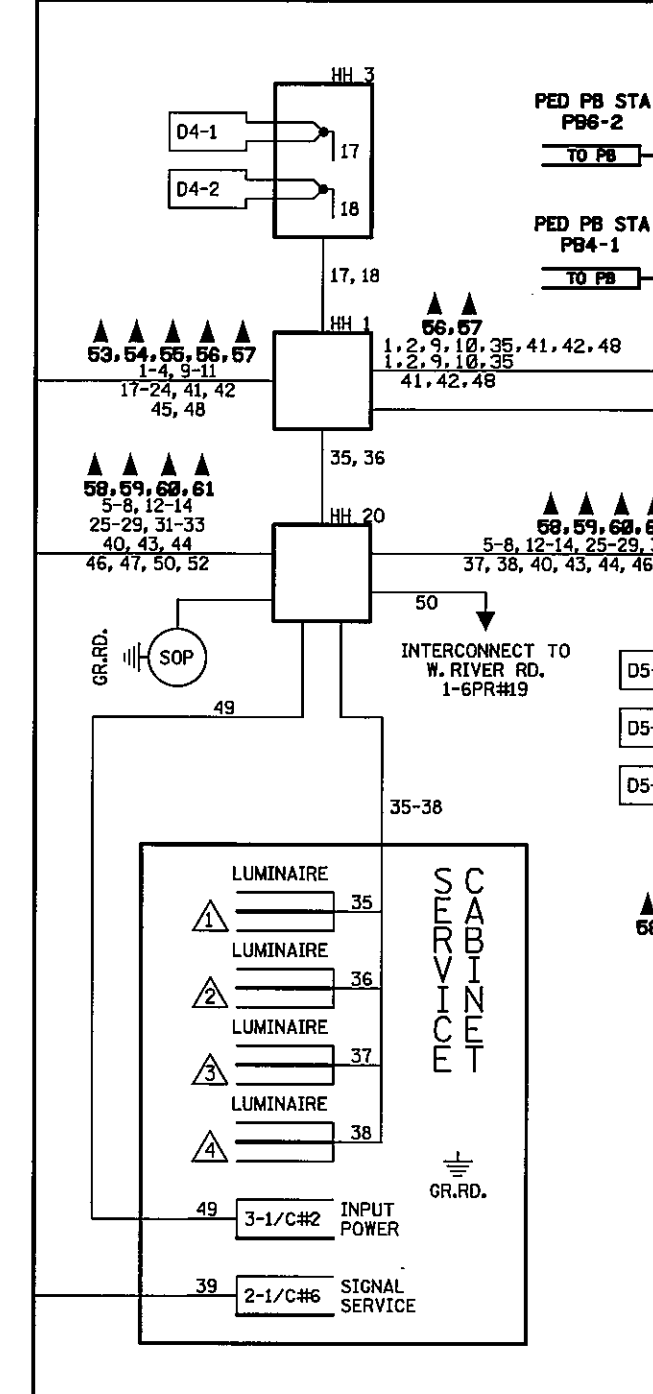 HH 3
D4-1
17
D4-2
18
17, 18
PED PB STA
PB6-2
TO PB
PED PB STA
PB4-1
TO PB
53, 54, 55, 56, 57
1-4, 9-11
17-24, 41, 42
45, 48
HH 1
56, 57
1, 2, 9, 10, 35, 41, 42, 48
1, 2, 9, 10, 35
41, 42, 48
35, 36
58, 59, 60, 61
5-8, 12-14
25-29, 31-33
40, 43, 44
46, 47, 50, 52
HH 20
58, 59, 60,
5-8, 12-14, 25-29,
37, 38, 40, 43, 44, 46
GR.RD.
SOP
50
INTERCONNECT TO
W. RIVER RD.
1-6PR#19
D5-
D5-
D5-
49
35-38
58
SERVICE
CABINET
LUMINAIRE
1
35
LUMINAIRE
2
36
LUMINAIRE
3
37
LUMINAIRE
4
38
GR.RD.
49
3-1/C#2
INPUT
POWER
39
2-1/C#6
SIGNAL
SERVICE